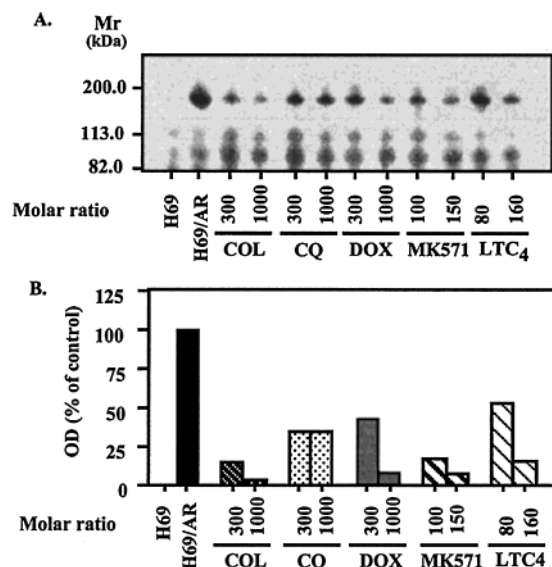 A.
Mr
(kDa)
200.0
113.0
82.0
Molar ratio
H69
H69/AR
300
1000
300
1000
300
1000
100
150
80
160
COL
CQ
DOX
MK571
LTC4
B.
OD (% of control)
125
100
75
50
25
0
Molar ratio
H69
H69/AR
300
1000
300
1000
300
1000
100
150
80
160
COL
CQ
DOX
MK571
LTC4